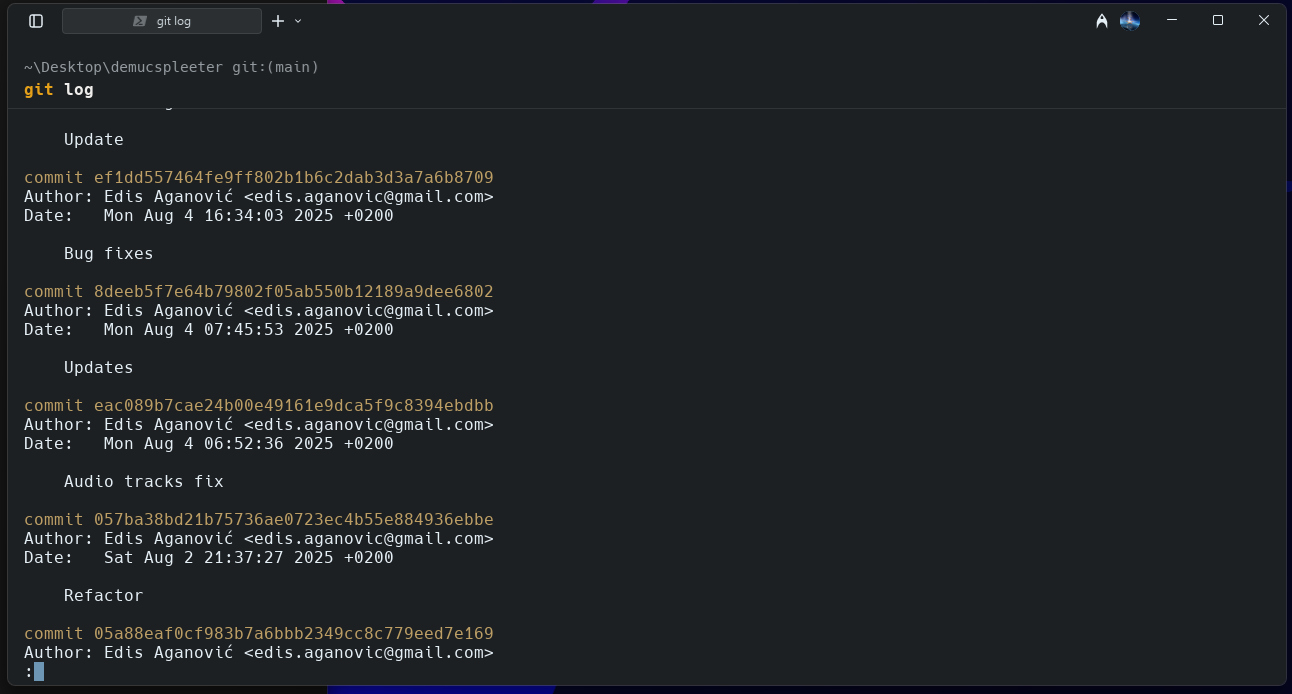 git log
~\Desktop\demucspleeter git:(main)
git log
Update
commit ef1dd557464fe9ff802b1b6c2dab3d3a7a6b8709
Author: Edis Aganović <edis.aganovic@gmail.com>
Date:   Mon Aug 4 16:34:03 2025 +0200
Bug fixes
commit 8deeb5f7e64b79802f05ab550b12189a9dee6802
Author: Edis Aganović <edis.aganovic@gmail.com>
Date:   Mon Aug 4 07:45:53 2025 +0200
Updates
commit eac089b7cae24b00e49161e9dca5f9c8394ebdbb
Author: Edis Aganović <edis.aganovic@gmail.com>
Date:   Mon Aug 4 06:52:36 2025 +0200
Audio tracks fix
commit 057ba38bd21b75736ae0723ec4b55e884936ebbe
Author: Edis Aganović <edis.aganovic@gmail.com>
Date:   Sat Aug 2 21:37:27 2025 +0200
Refactor
commit 05a88eaf0cf983b7a6bbb2349cc8c779eed7e169
Author: Edis Aganović <edis.aganovic@gmail.com>
: